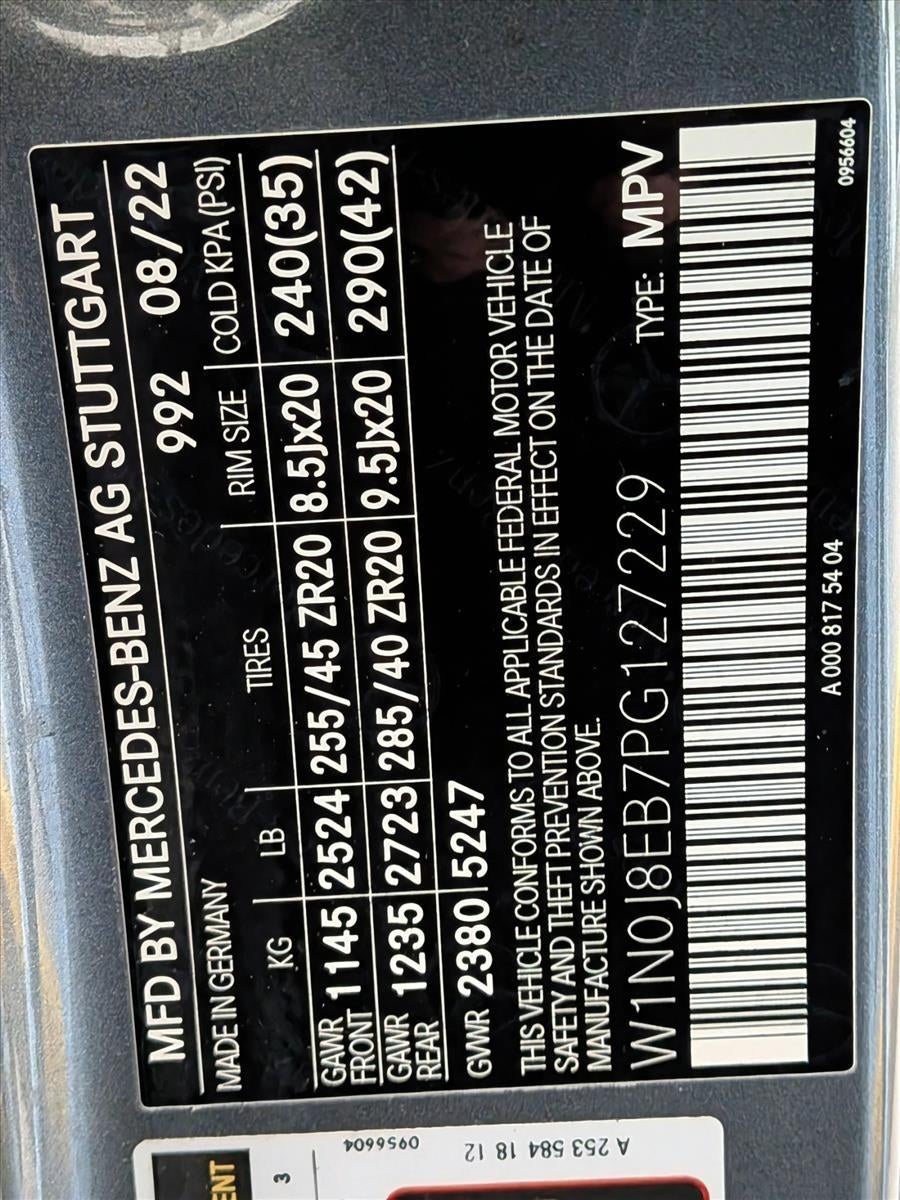 MFD BY MERCEDES-BENZ AG STUTTGART
MADE IN GERMANY 992 08/22
KG LB TIRES RIM SIZE COLD KPA (PSI)
GAWR FRONT 1145 2524 255/45 ZR20 8.5Jx20 240(35)
GAWR REAR 1235 2723 285/40 ZR20 9.5Jx20 290(42)
GVWR 2380 5247
THIS VEHICLE CONFORMS TO ALL APPLICABLE FEDERAL MOTOR VEHICLE
SAFETY AND THEFT PREVENTION STANDARDS IN EFFECT ON THE DATE OF
MANUFACTURE SHOWN ABOVE.
W1N0J8EB7PG127229 TYPE: MPV
A 000 817 54 04 0956604
A 253 584 18 12
0956604
3
ENT